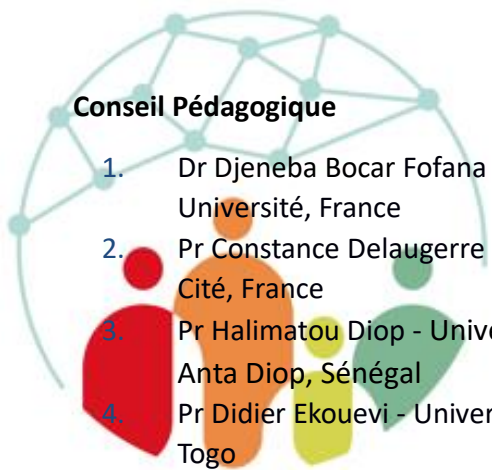 Conseil Pédagogique
1. Dr Djeneba Bocar Fofana
Université, France
2. Pr Constance Delaugerre
Cité, France
3. Pr Halimatou Diop - Unive
Anta Diop, Sénégal
4. Pr Didier Ekouevi - Univer
Togo